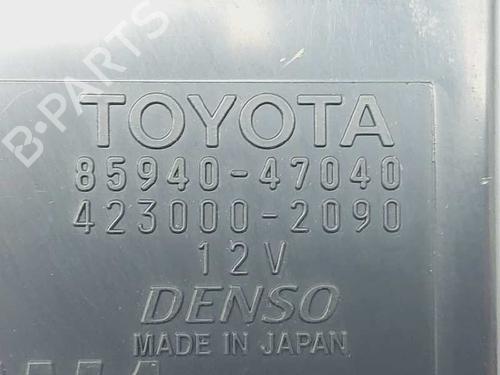 B-PARTS
TOYOTA
85940-47040
423000-2090
12V
DENSO
MADE IN JAPAN